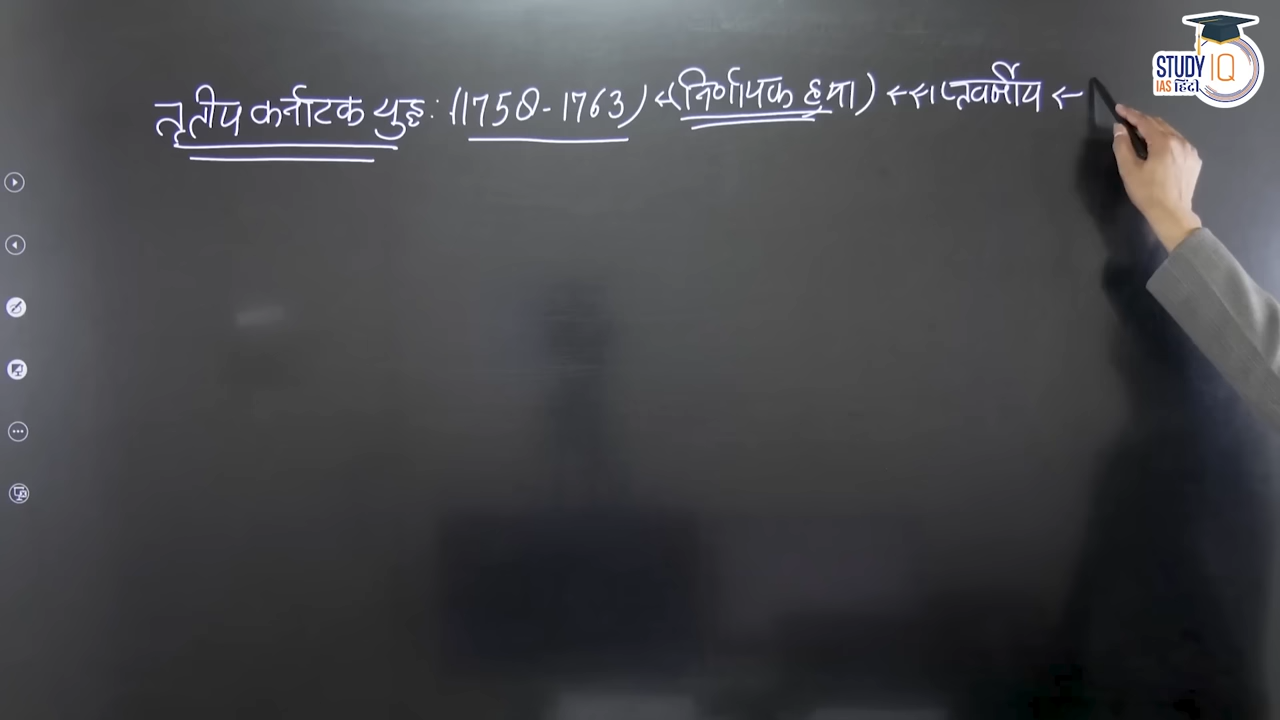 तृतीय कर्नाटक युद्ध: (1758-1763) ← (निर्णायक हुआ) ← सप्तवर्षीय ←
STUDY IQ
IAS हिंदी